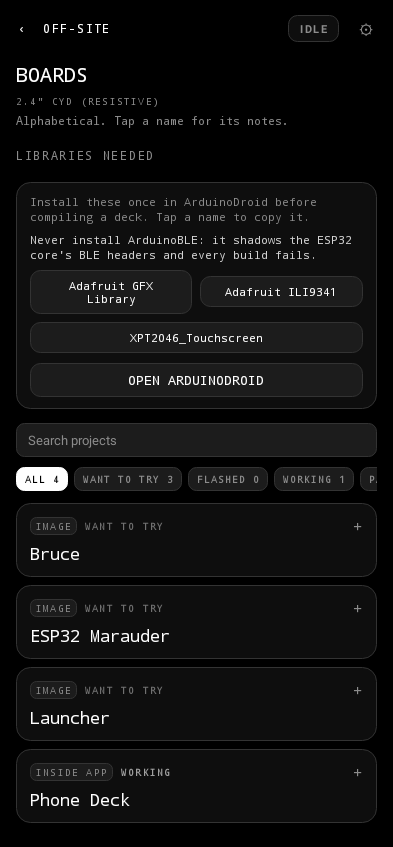 ‹ OFF-SITE IDLE
BOARDS
2.4" CYD (RESISTIVE)
Alphabetical. Tap a name for its notes.
LIBRARIES NEEDED
Install these once in ArduinoDroid before
compiling a deck. Tap a name to copy it.
Never install ArduinoBLE: it shadows the ESP32
core's BLE headers and every build fails.
Adafruit GFX
Library
Adafruit ILI9341
XPT2046_Touchscreen
OPEN ARDUINODROID
Search projects
ALL 4 WANT TO TRY 3 FLASHED 0 WORKING 1
IMAGE WANT TO TRY +
Bruce
IMAGE WANT TO TRY +
ESP32 Marauder
IMAGE WANT TO TRY +
Launcher
INSIDE APP WORKING +
Phone Deck